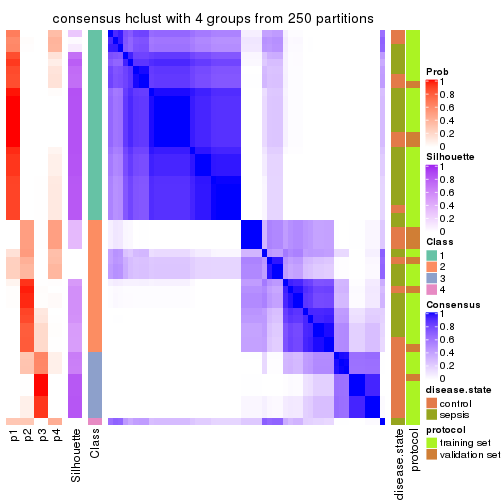 consensus hclust with 4 groups from 250 partitions
Prob
1
0.8
0.6
0.4
0.2
0
Silhouette
1
0.8
0.6
0.4
0.2
0
Class
1
2
3
4
Consensus
1
0.8
0.6
0.4
0.2
0
disease.state
control
sepsis
protocol
training set
validation set
p1
p2
p3
p4
Silhouette
Class
disease.state
protocol